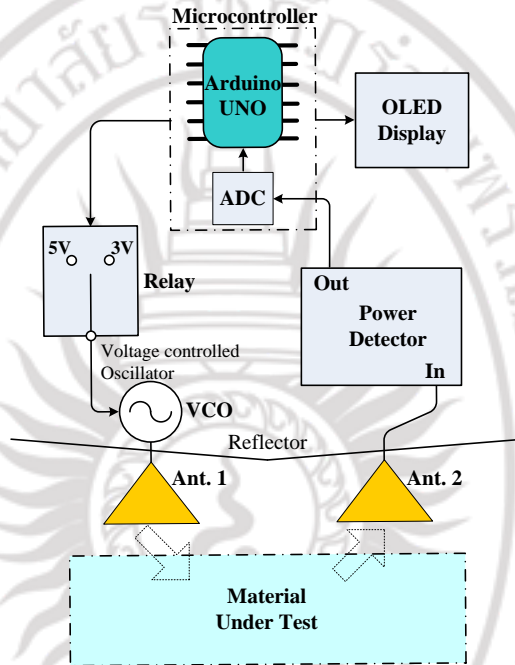 Microcontroller
Arduino
UNO
OLED
Display
ADC
5V
3V
Relay
Out
Power
Detector
In
Voltage controlled
Oscillator
VCO
Reflector
Ant. 1
Ant. 2
Material
Under Test